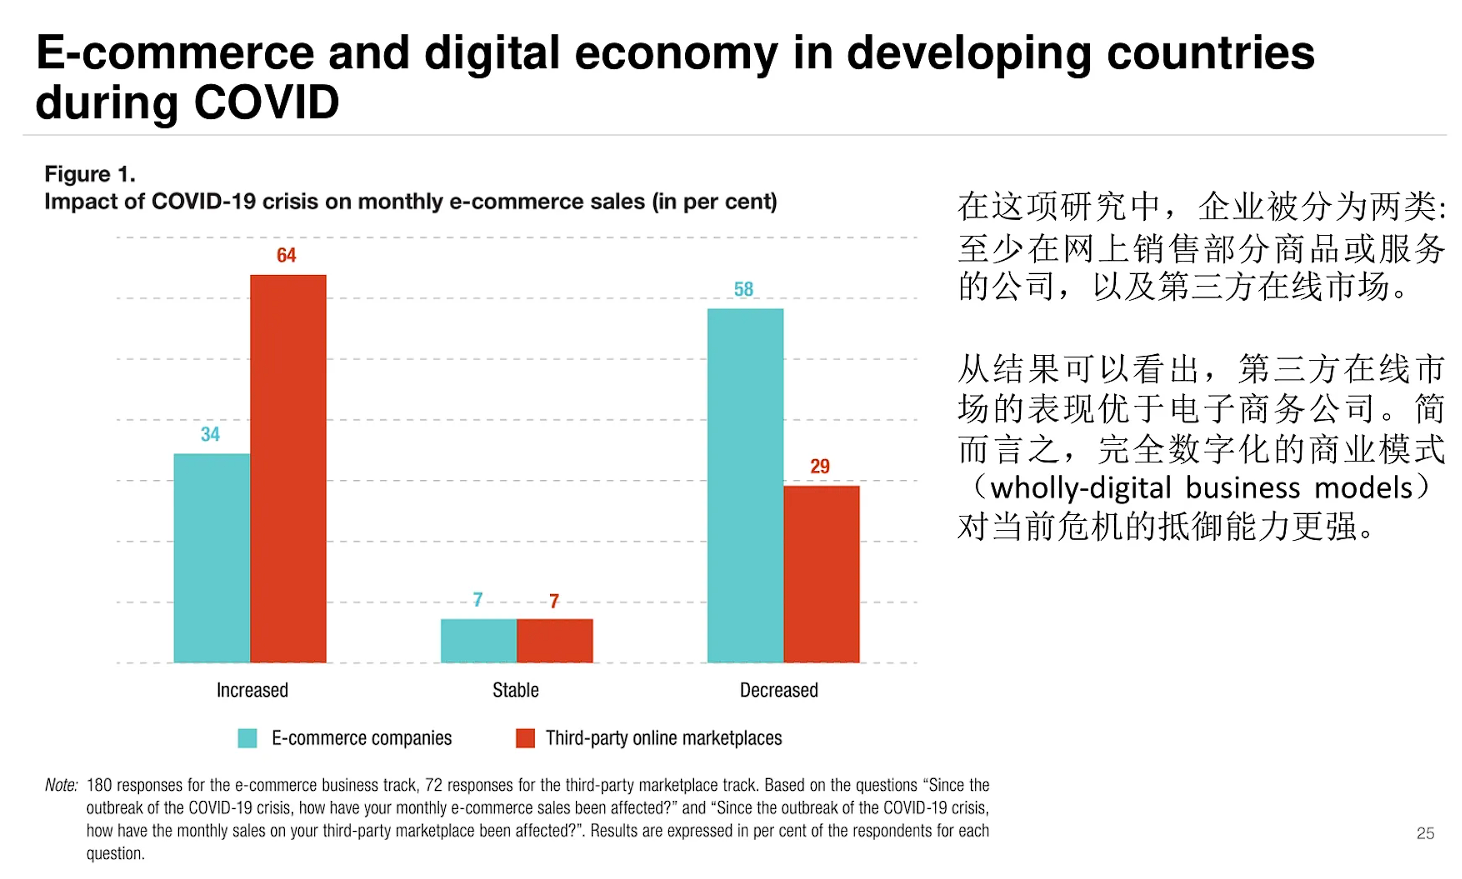 E-commerce and digital economy in developing countries
during COVID
Figure 1.
Impact of COVID-19 crisis on monthly e-commerce sales (in per cent)
64
58
34
29
7
7
Increased
Stable
Decreased
E-commerce companies
Third-party online marketplaces
Note: 180 responses for the e-commerce business track, 72 responses for the third-party marketplace track. Based on the questions “Since the
outbreak of the COVID-19 crisis, how have your monthly e-commerce sales been affected?” and “Since the outbreak of the COVID-19 crisis,
how have the monthly sales on your third-party marketplace been affected?”. Results are expressed in per cent of the respondents for each
question.
在这项研究中，企业被分为两类:
至少在网上销售部分商品或服务
的公司，以及第三方在线市场。
从结果可以看出，第三方在线市
场的表现优于电子商务公司。简
而言之，完全数字化的商业模式
（wholly-digital business models）
对当前危机的抵御能力更强。
25